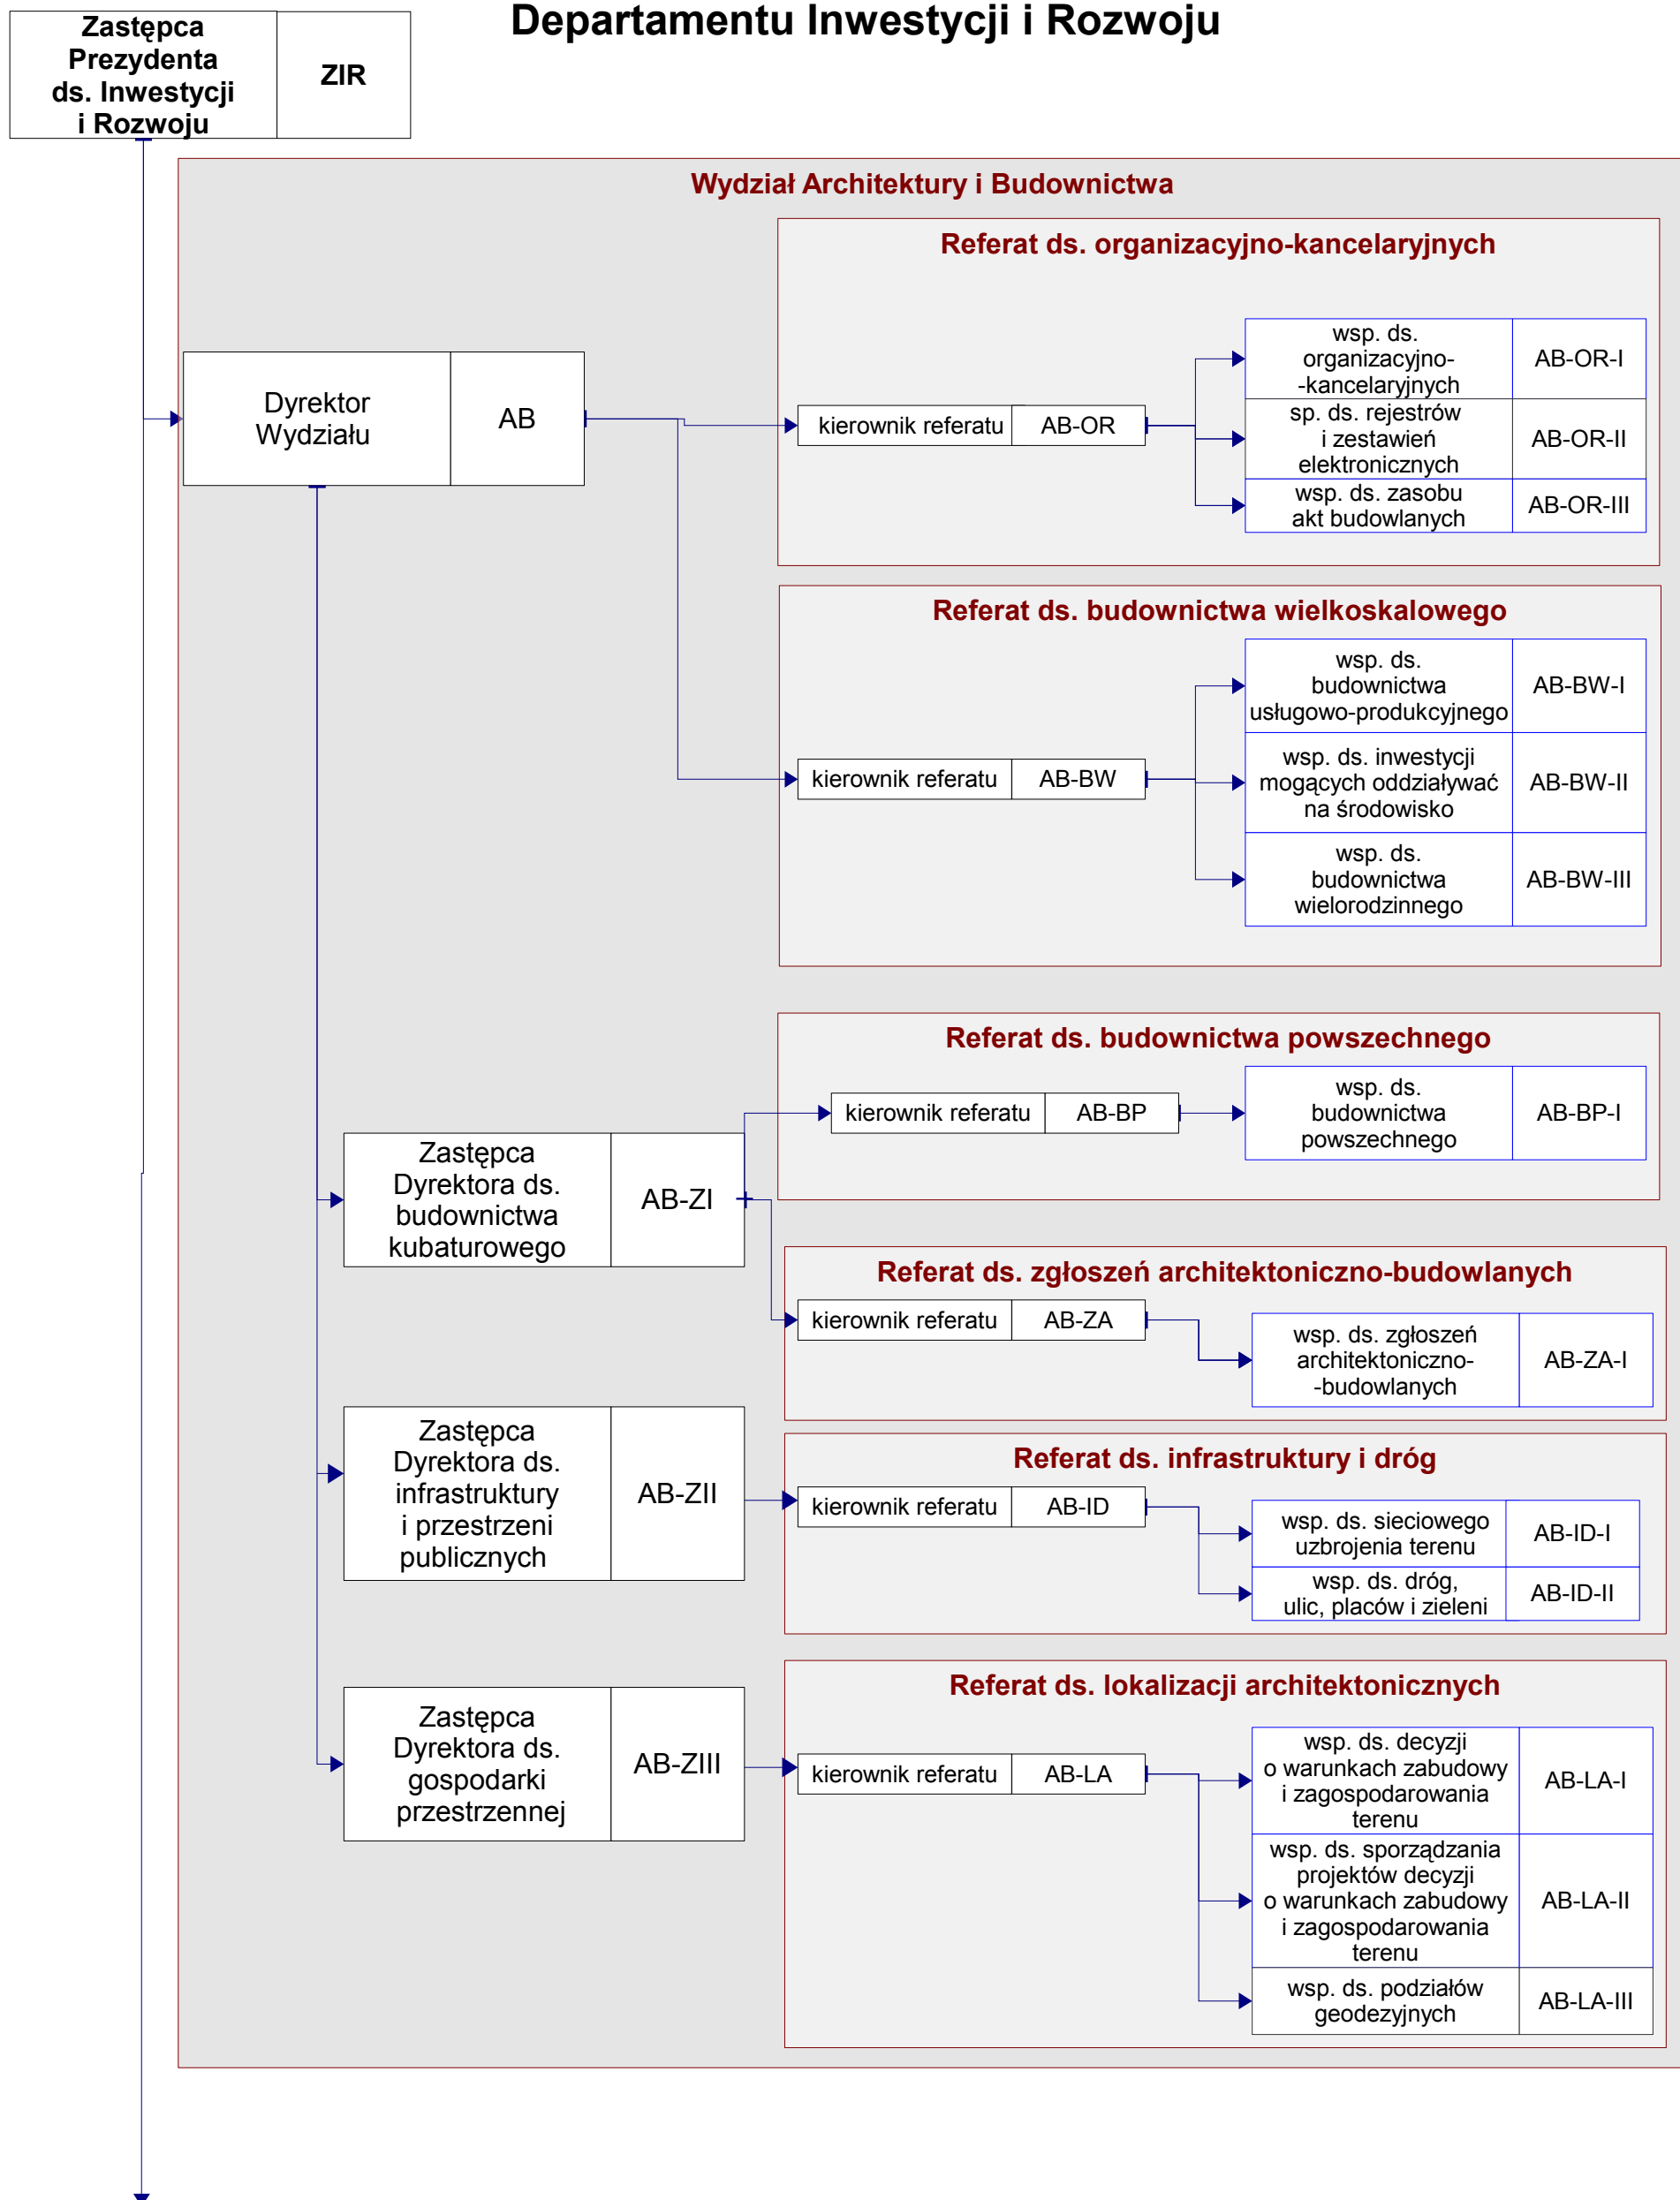 Departamentu Inwestycji i Rozwoju
Zastępca
Prezydenta
ds. Inwestycji
i Rozwoju
ZIR
Wydział Architektury i Budownictwa
Referat ds. organizacyjno-kancelaryjnych
Dyrektor
Wydziału
AB
kierownik referatu
AB-OR
wsp. ds.
organizacyjno-
-kancelaryjnych
AB-OR-I
sp. ds. rejestrów
i zestawień
elektronicznych
AB-OR-II
wsp. ds. zasobu
akt budowlanych
AB-OR-III
Referat ds. budownictwa wielkoskalowego
kierownik referatu
AB-BW
wsp. ds.
budownictwa
usługowo-produkcyjnego
AB-BW-I
wsp. ds. inwestycji
mogących oddziaływać
na środowisko
AB-BW-II
wsp. ds.
budownictwa
wielorodzinnego
AB-BW-III
Referat ds. budownictwa powszechnego
Zastępca
Dyrektora ds.
budownictwa
kubaturowego
AB-ZI
kierownik referatu
AB-BP
wsp. ds.
budownictwa
powszechnego
AB-BP-I
Referat ds. zgłoszeń architektoniczno-budowlanych
kierownik referatu
AB-ZA
wsp. ds. zgłoszeń
architektoniczno-
-budowlanych
AB-ZA-I
Zastępca
Dyrektora ds.
infrastruktury
i przestrzeni
publicznych
AB-ZII
Referat ds. infrastruktury i dróg
kierownik referatu
AB-ID
wsp. ds. sieciowego
uzbrojenia terenu
AB-ID-I
wsp. ds. dróg,
ulic, placów i zieleni
AB-ID-II
Zastępca
Dyrektora ds.
gospodarki
przestrzennej
AB-ZIII
Referat ds. lokalizacji architektonicznych
kierownik referatu
AB-LA
wsp. ds. decyzji
o warunkach zabudowy
i zagospodarowania
terenu
AB-LA-I
wsp. ds. sporządzania
projektów decyzji
o warunkach zabudowy
i zagospodarowania
terenu
AB-LA-II
wsp. ds. podziałów
geodezyjnych
AB-LA-III